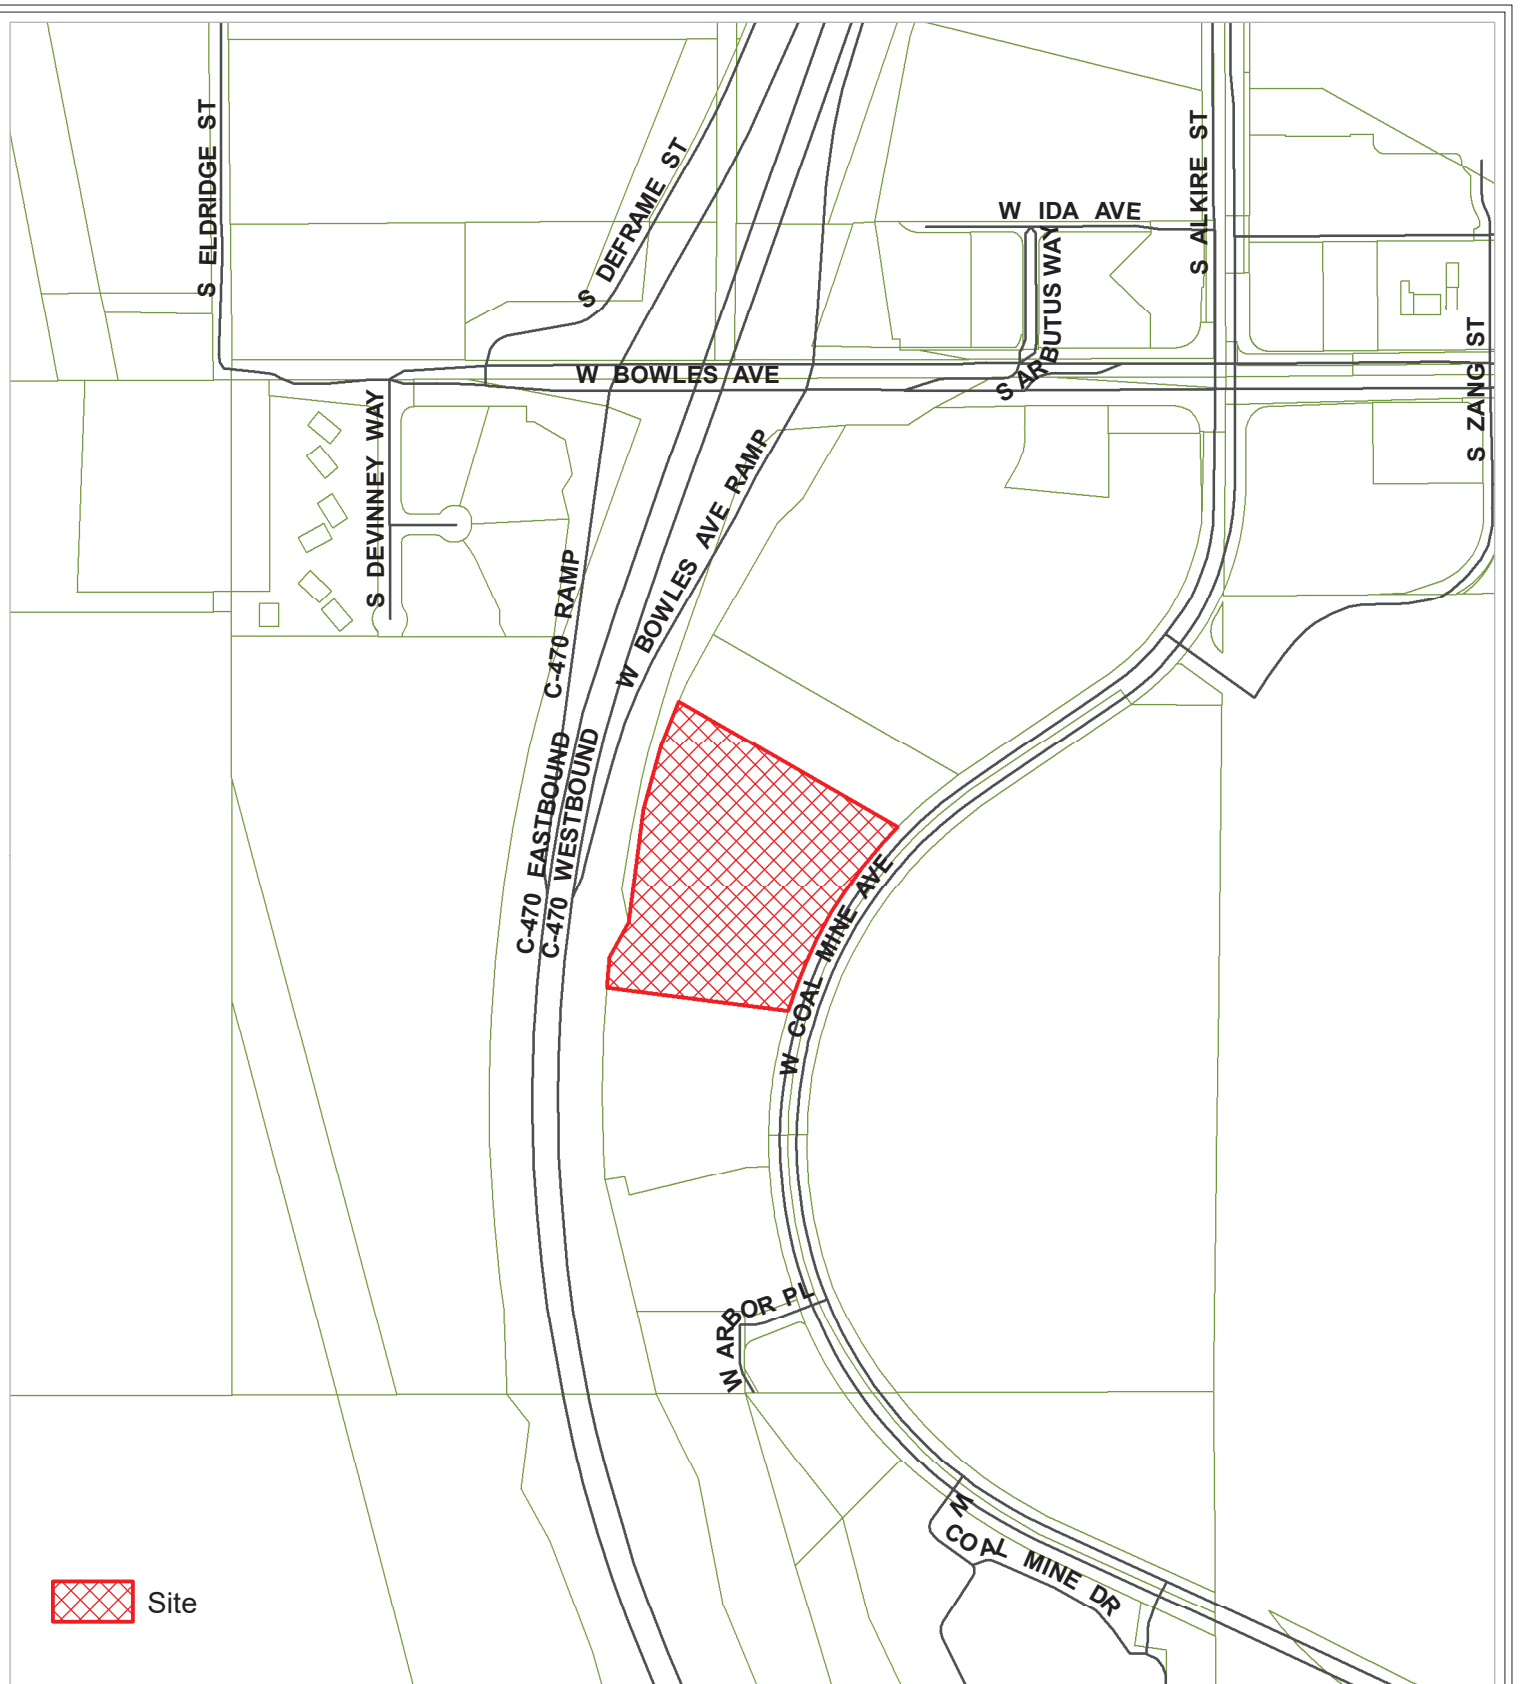 S ELDRIDGE ST
S DEFRAME ST
W IDA AVE
S ALKIRE ST
S ARBUTUS WAY
S ZANG ST
W BOWLES AVE
S DEVINNEY WAY
C-470 RAMP
W BOWLES AVE RAMP
C-470 EASTBOUND
C-470 WESTBOUND
W COAL MINE AVE
W ARBOR PL
W COAL MINE DR
Site